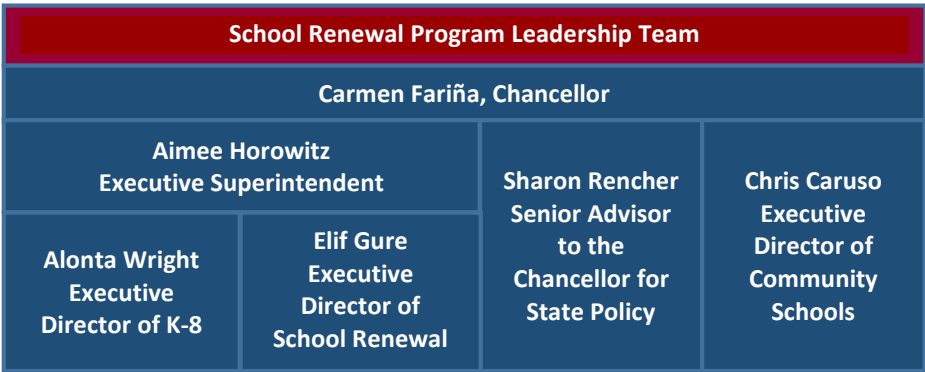 School Renewal Program Leadership Team
Carmen Fariña, Chancellor
Aimee Horowitz
Executive Superintendent
Alonta Wright
Executive
Director of K-8
Elif Gure
Executive
Director of
School Renewal
Sharon Rencher
Senior Advisor
to the
Chancellor for
State Policy
Chris Caruso
Executive
Director of
Community
Schools